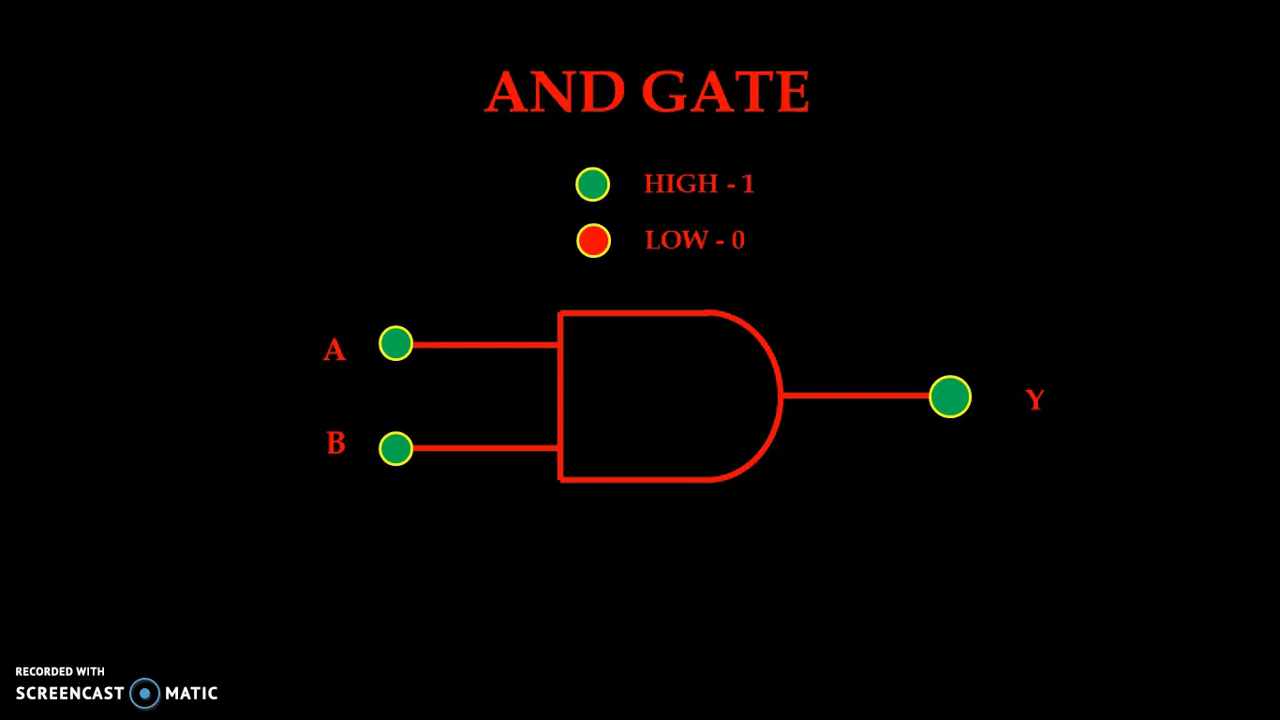 AND GATE
HIGH - 1
LOW - 0
A
B
Y
RECORDED WITH
SCREENCAST MATIC